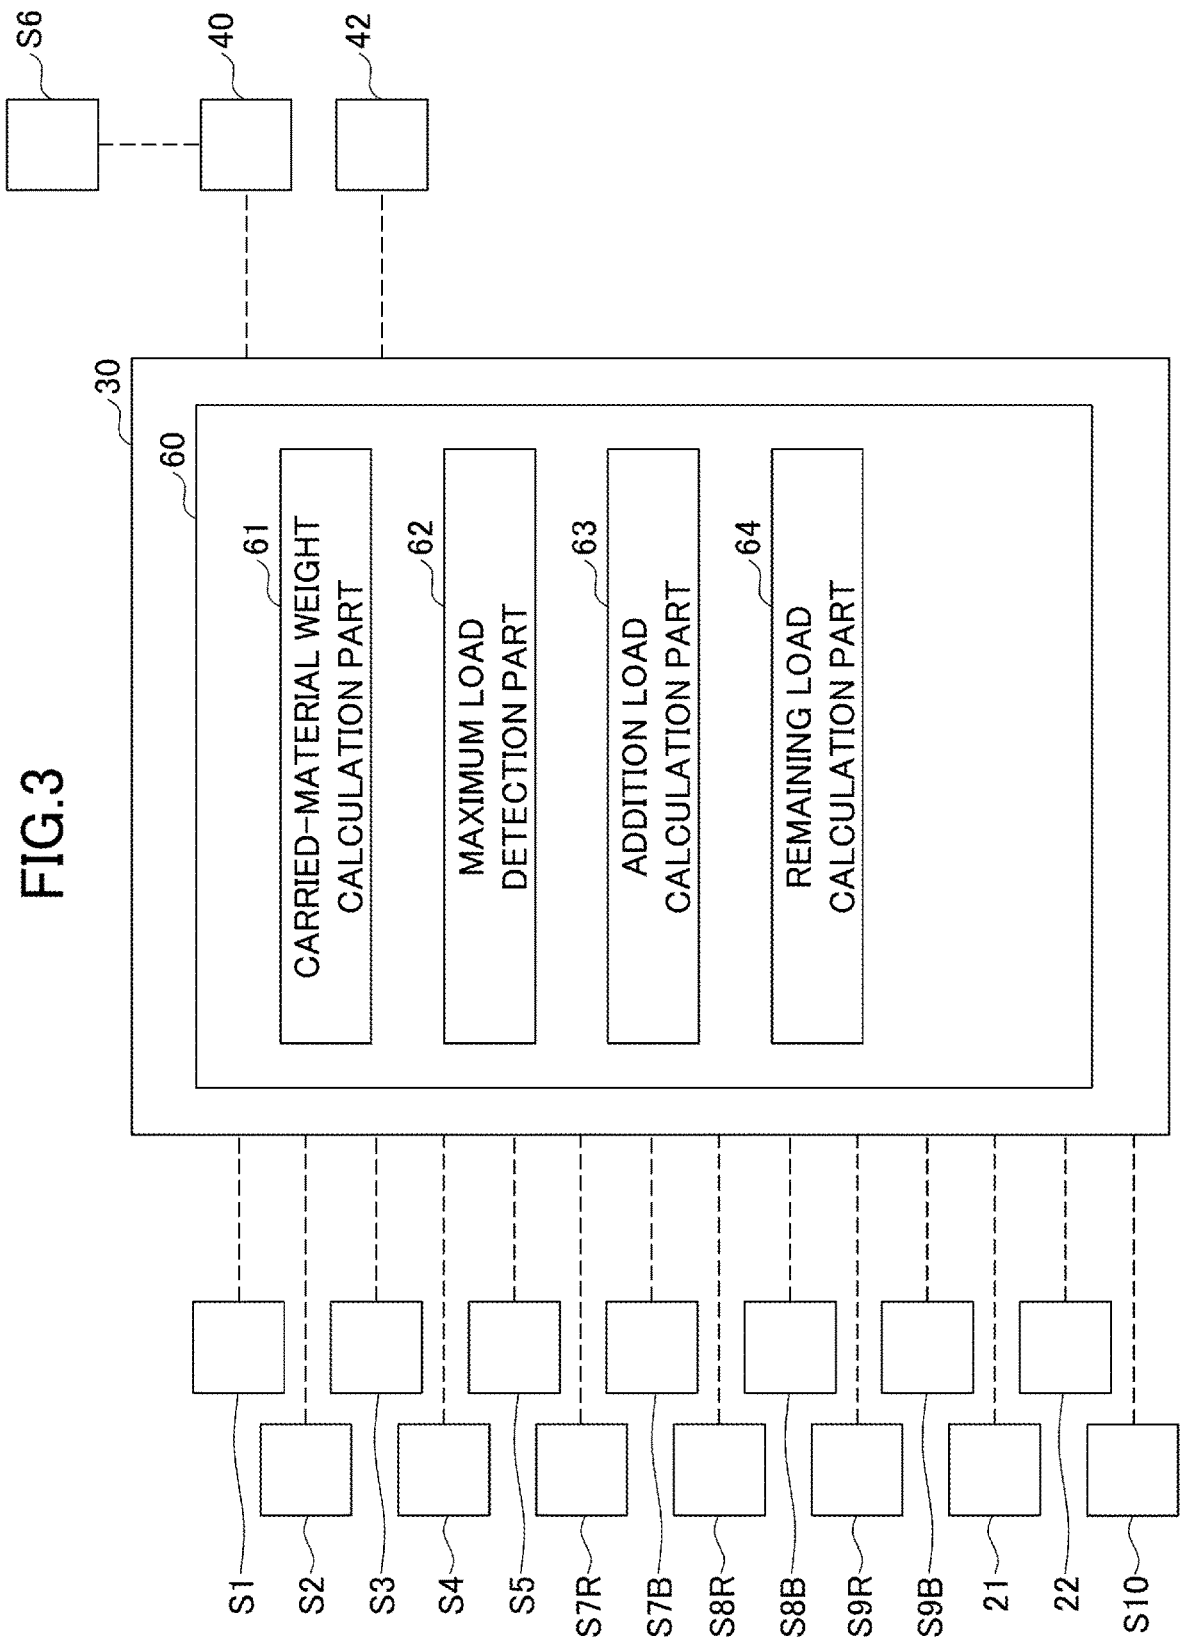 FIG.3
S1
S2
S3
S4
S5
S7R
S7B
S8R
S8B
S9R
S9B
21
22
S10
30
60
61
CARRIED-MATERIAL WEIGHT
CALCULATION PART
62
MAXIMUM LOAD
DETECTION PART
63
ADDITION LOAD
CALCULATION PART
64
REMAINING LOAD
CALCULATION PART
S6
40
42